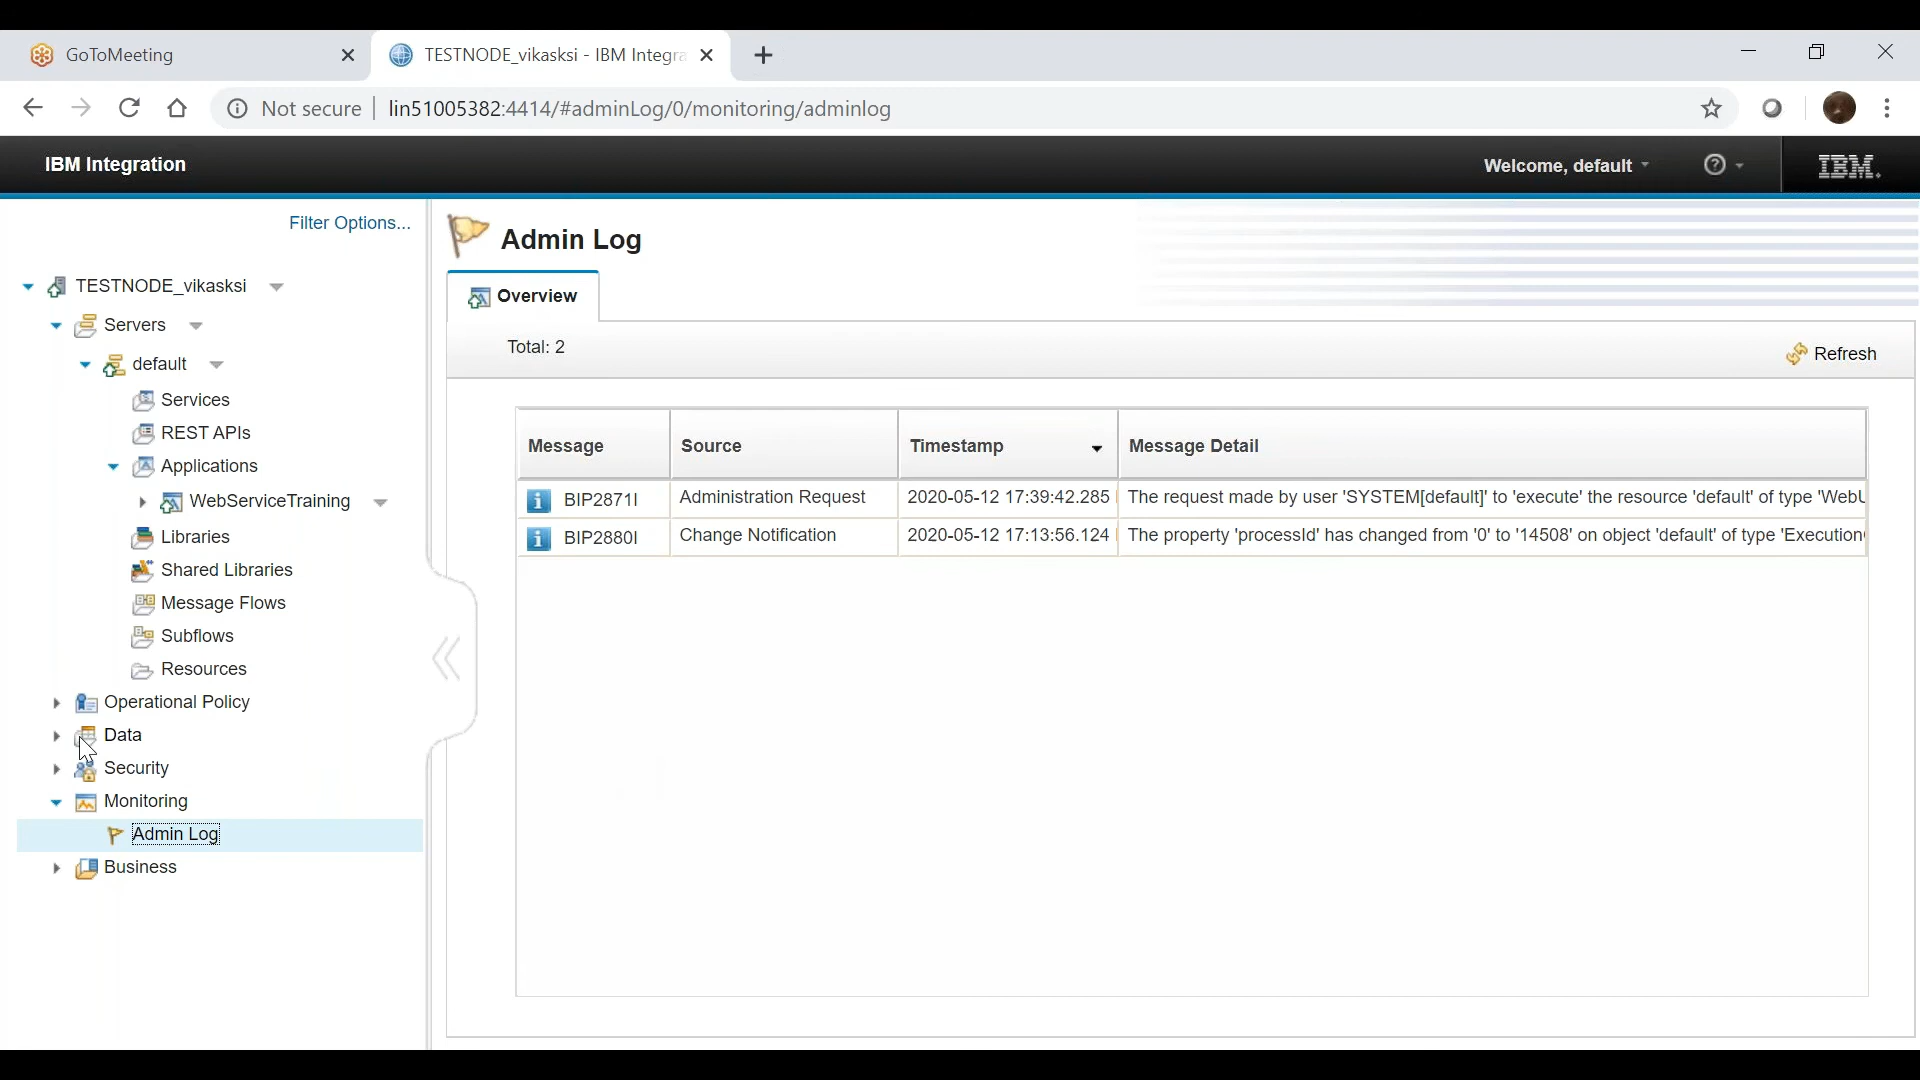 GoToMeeting
TESTNODE_vikasksi - IBM Integra
Not secure | lin51005382:4414/#adminLog/0/monitoring/adminlog
IBM Integration
Welcome, default
IBM.
Filter Options...
TESTNODE_vikasksi
Servers
default
Services
REST APIs
Applications
WebServiceTraining
Libraries
Shared Libraries
Message Flows
Subflows
Resources
Operational Policy
Data
Security
Monitoring
Admin Log
Business
Admin Log
Overview
Total: 2
Refresh
Message Source Timestamp Message Detail
BIP2871I Administration Request 2020-05-12 17:39:42.285 The request made by user 'SYSTEM[default]' to 'execute' the resource 'default' of type 'WebU
BIP2880I Change Notification 2020-05-12 17:13:56.124 The property 'processId' has changed from '0' to '14508' on object 'default' of type 'Execution